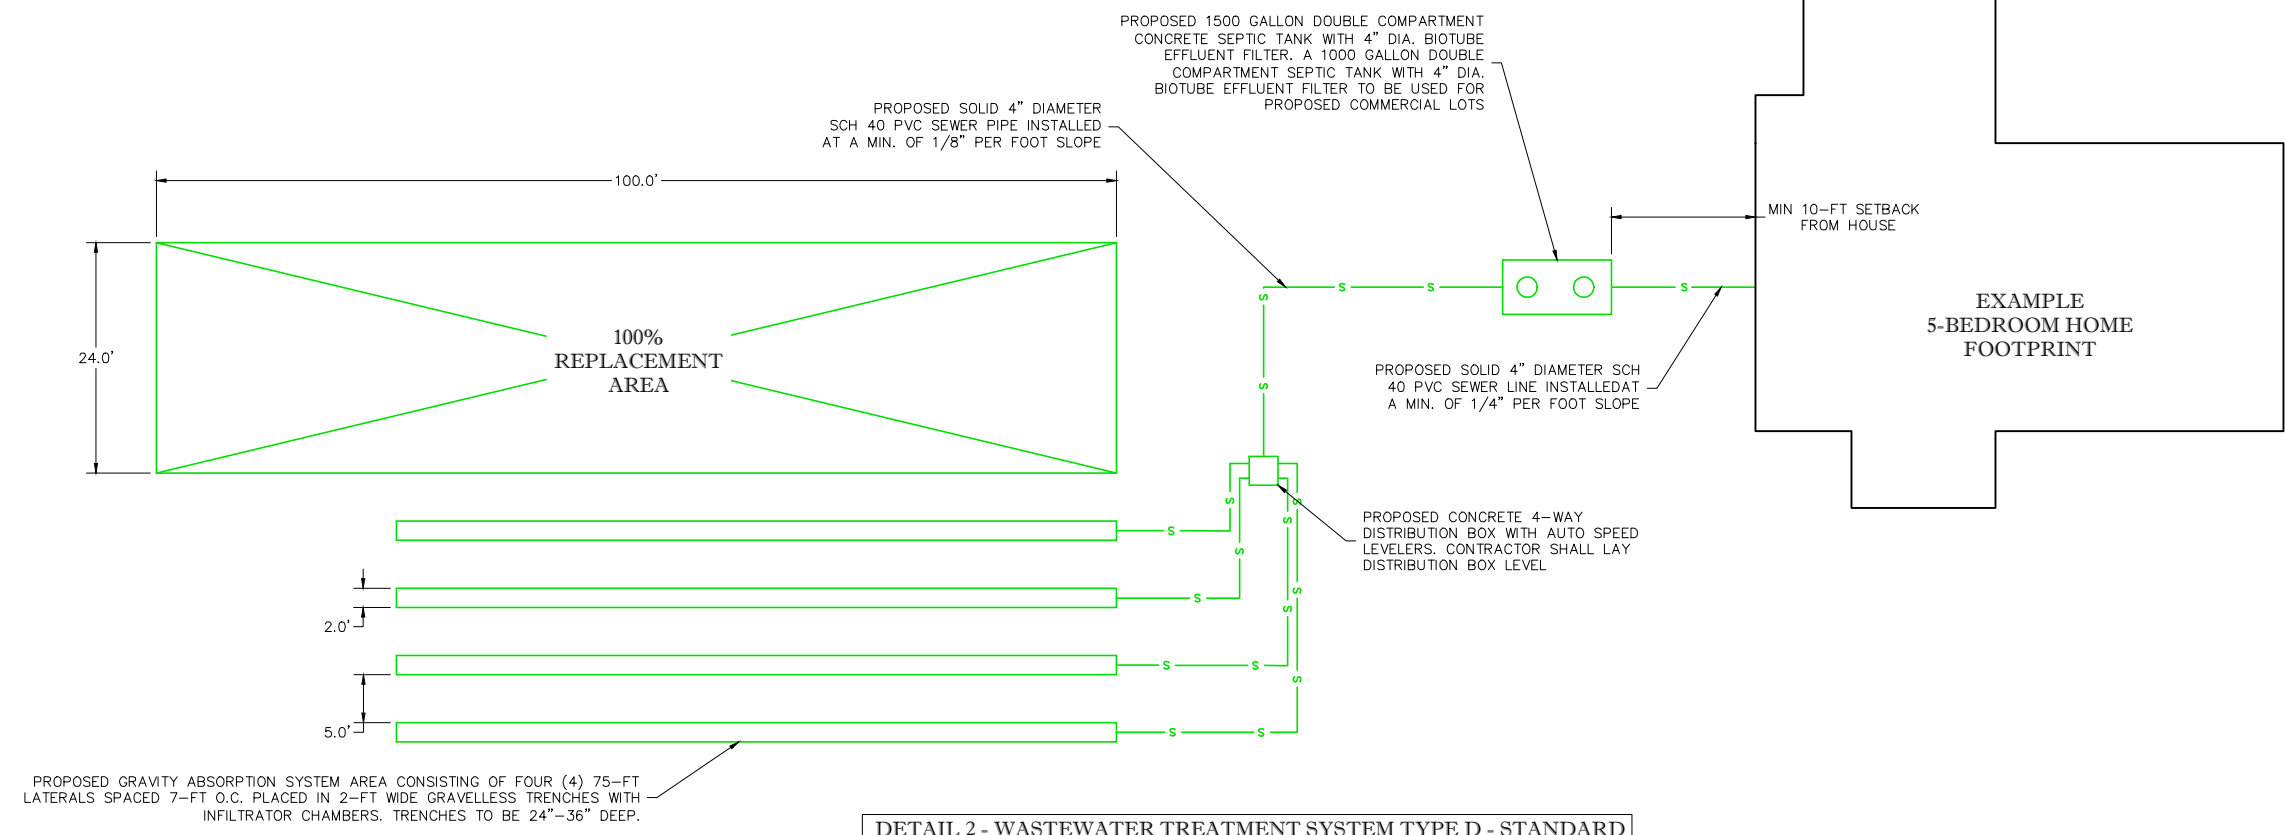 PROPOSED 1500 GALLON DOUBLE COMPARTMENT
CONCRETE SEPTIC TANK WITH 4" DIA. BIOTUBE
EFFLUENT FILTER. A 1000 GALLON DOUBLE
COMPARTMENT SEPTIC TANK WITH 4" DIA.
BIOTUBE EFFLUENT FILTER TO BE USED FOR
PROPOSED COMMERCIAL LOTS
PROPOSED SOLID 4" DIAMETER
SCH 40 PVC SEWER PIPE INSTALLED
AT A MIN. OF 1/8" PER FOOT SLOPE
100.0'
MIN 10-FT SETBACK
FROM HOUSE
24.0'
100%
REPLACEMENT
AREA
S
S
S
S
S
EXAMPLE
5-BEDROOM HOME
FOOTPRINT
PROPOSED SOLID 4" DIAMETER SCH
40 PVC SEWER LINE INSTALLEDAT
A MIN. OF 1/4" PER FOOT SLOPE
PROPOSED CONCRETE 4-WAY
DISTRIBUTION BOX WITH AUTO SPEED
LEVELERS. CONTRACTOR SHALL LAY
DISTRIBUTION BOX LEVEL
S
S
S
S
S
S
S
S
S
S
S
S
S
S
2.0'
5.0'
PROPOSED GRAVITY ABSORPTION SYSTEM AREA CONSISTING OF FOUR (4) 75-FT
LATERALS SPACED 7-FT O.C. PLACED IN 2-FT WIDE GRAVELLESS TRENCHES WITH
INFILTRATOR CHAMBERS. TRENCHES TO BE 24"-36" DEEP.
DETAIL 2 - WASTEWATER TREATMENT SYSTEM TYPE D - STANDARD